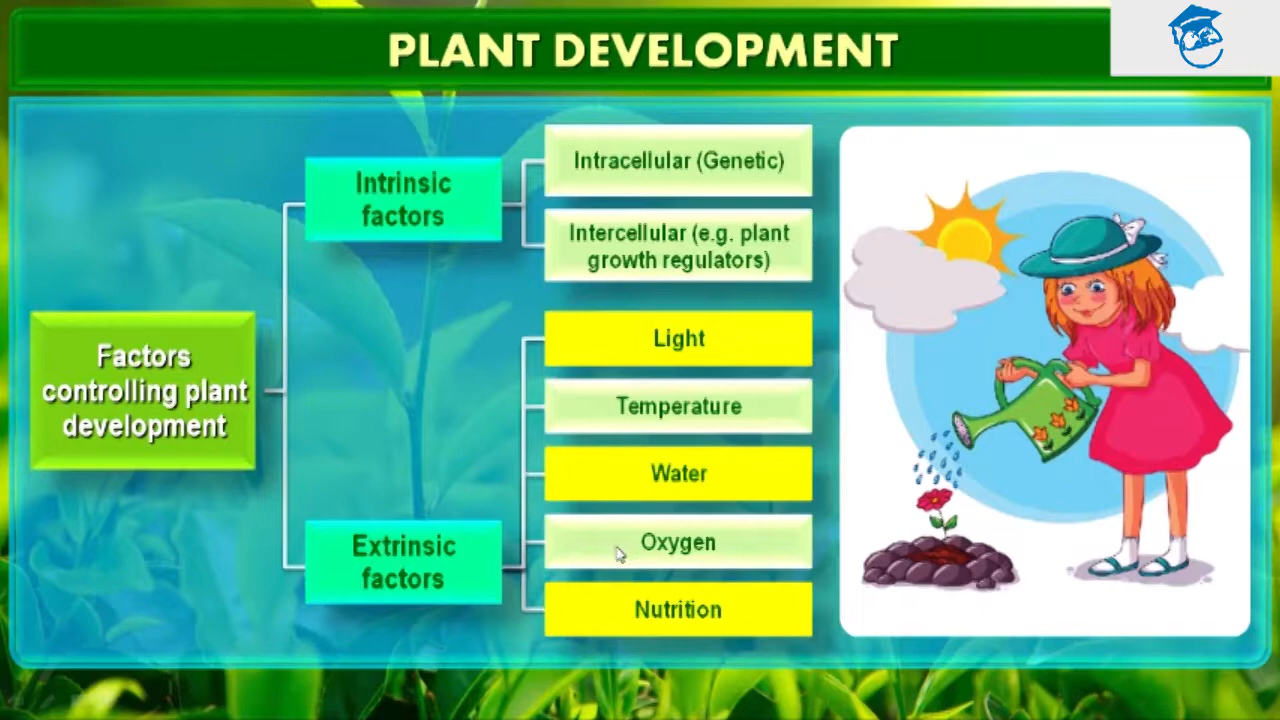 PLANT DEVELOPMENT
Factors
controlling plant
development
Intrinsic
factors
Intracellular (Genetic)
Intercellular (e.g. plant
growth regulators)
Extrinsic
factors
Light
Temperature
Water
Oxygen
Nutrition